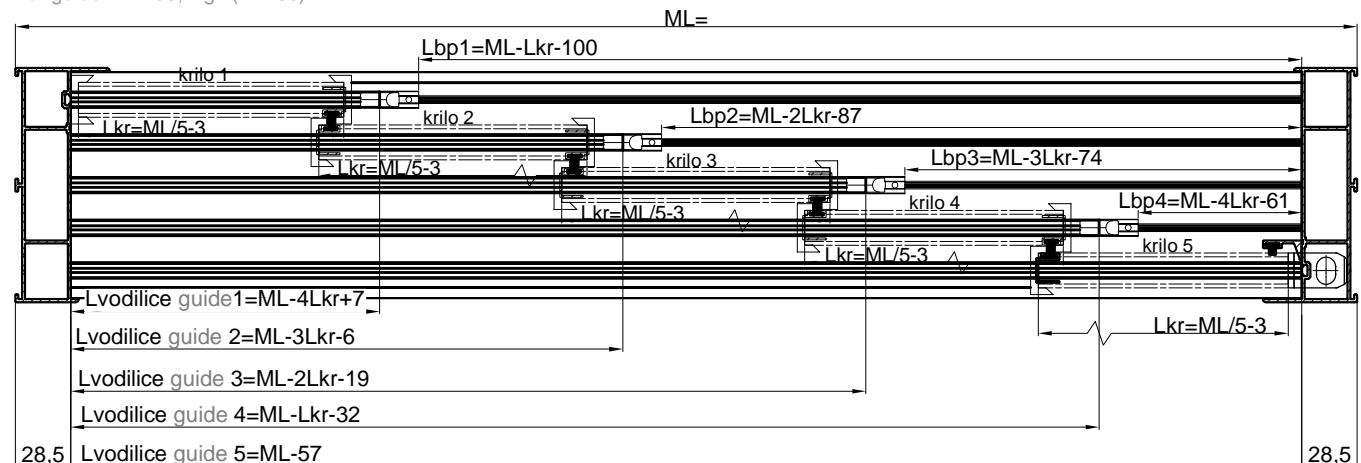 ML=
Lbp1=ML-Lkr-100
krilo 1
Lkr=ML/5-3
krilo 2
Lbp2=ML-2Lkr-87
Lkr=ML/5-3
krilo 3
Lbp3=ML-3Lkr-74
Lkr=ML/5-3
krilo 4
Lbp4=ML-4Lkr-61
Lkr=ML/5-3
krilo 5
Lvodilice guide1=ML-4Lkr+7
Lkr=ML/5-3
Lvodilice guide 2=ML-3Lkr-6
Lvodilice guide 3=ML-2Lkr-19
Lvodilice guide 4=ML-Lkr-32
28,5
Lvodilice guide 5=ML-57
28,5